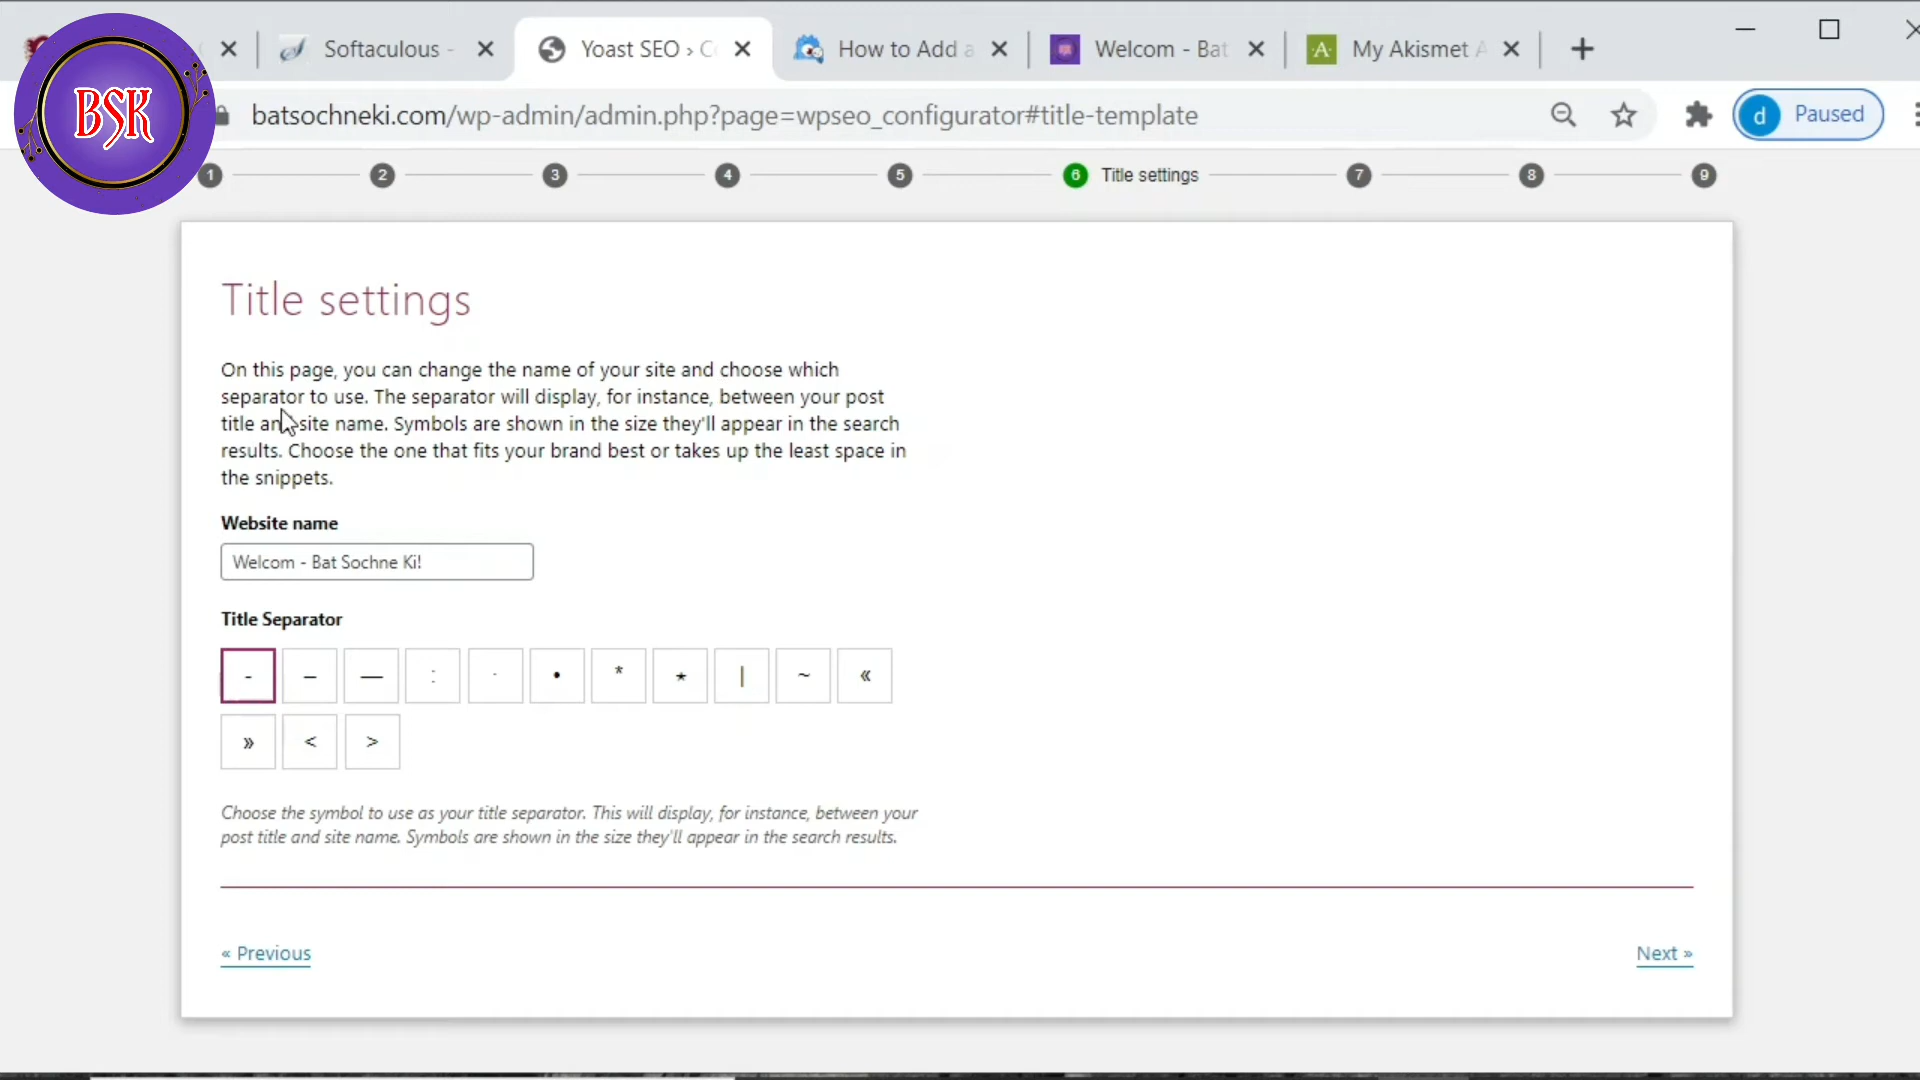 Softaculous -
Yoast SEO › C
How to Add a
Welcom - Bat
My Akismet A
BSK
batsochneki.com/wp-admin/admin.php?page=wpseo_configurator#title-template
d Paused
1 2 3 4 5 6 Title settings 7 8 9
Title settings
On this page, you can change the name of your site and choose which
separator to use. The separator will display, for instance, between your post
title and site name. Symbols are shown in the size they'll appear in the search
results. Choose the one that fits your brand best or takes up the least space in
the snippets.
Website name
Welcom - Bat Sochne Ki!
Title Separator
- – — : · • * ⋆ | ~ «
» < >
Choose the symbol to use as your title separator. This will display, for instance, between your
post title and site name. Symbols are shown in the size they'll appear in the search results.
« Previous
Next »